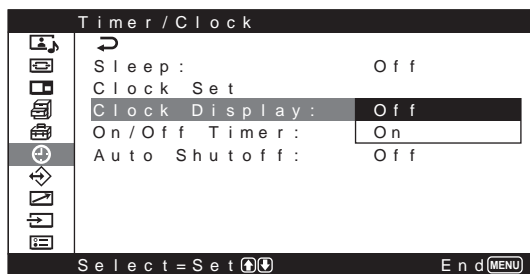 Timer/Clock
Sleep: Off
Clock Set
Clock Display: Off
On/Off Timer: On
Auto Shutoff: Off
Select=Set End MENU